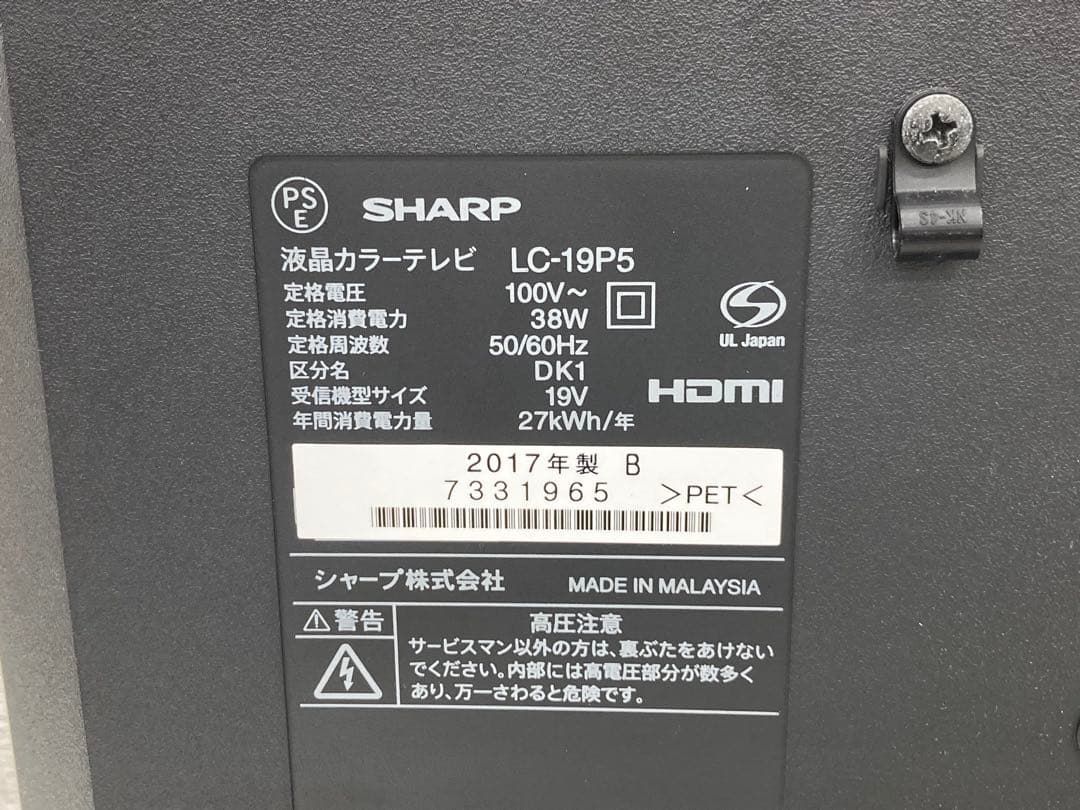 PS
E
SHARP
液晶カラーテレビ LC-19P5
定格電圧 100V～
定格消費電力 38W
定格周波数 50/60Hz
区分名 DK1
受信機型サイズ 19V
年間消費電力量 27kWh/年
UL Japan
HDMI
2017年製 B
7331965 >PET<
シャープ株式会社 MADE IN MALAYSIA
警告
高圧注意
サービスマン以外の方は、裏ぶたをあけない
でください。内部には高電圧部分が数多く
あり、万一さわると危険です。
NK-4S